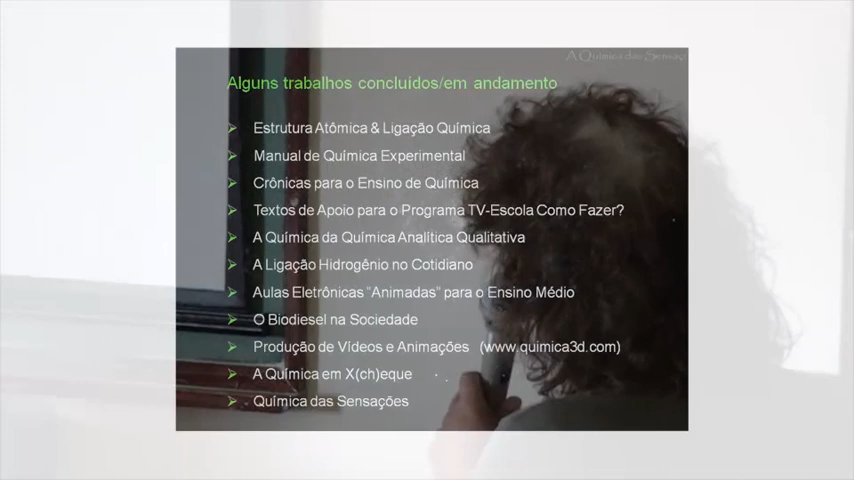 A Química das Sensaç
Alguns trabalhos concluídos/em andamento
Estrutura Atômica & Ligação Química
Manual de Química Experimental
Crônicas para o Ensino de Química
Textos de Apoio para o Programa TV-Escola Como Fazer?
A Química da Química Analítica Qualitativa
A Ligação Hidrogênio no Cotidiano
Aulas Eletrônicas “Animadas” para o Ensino Médio
O Biodiesel na Sociedade
Produção de Vídeos e Animações (www.quimica3d.com)
A Química em X(ch)eque
Química das Sensações